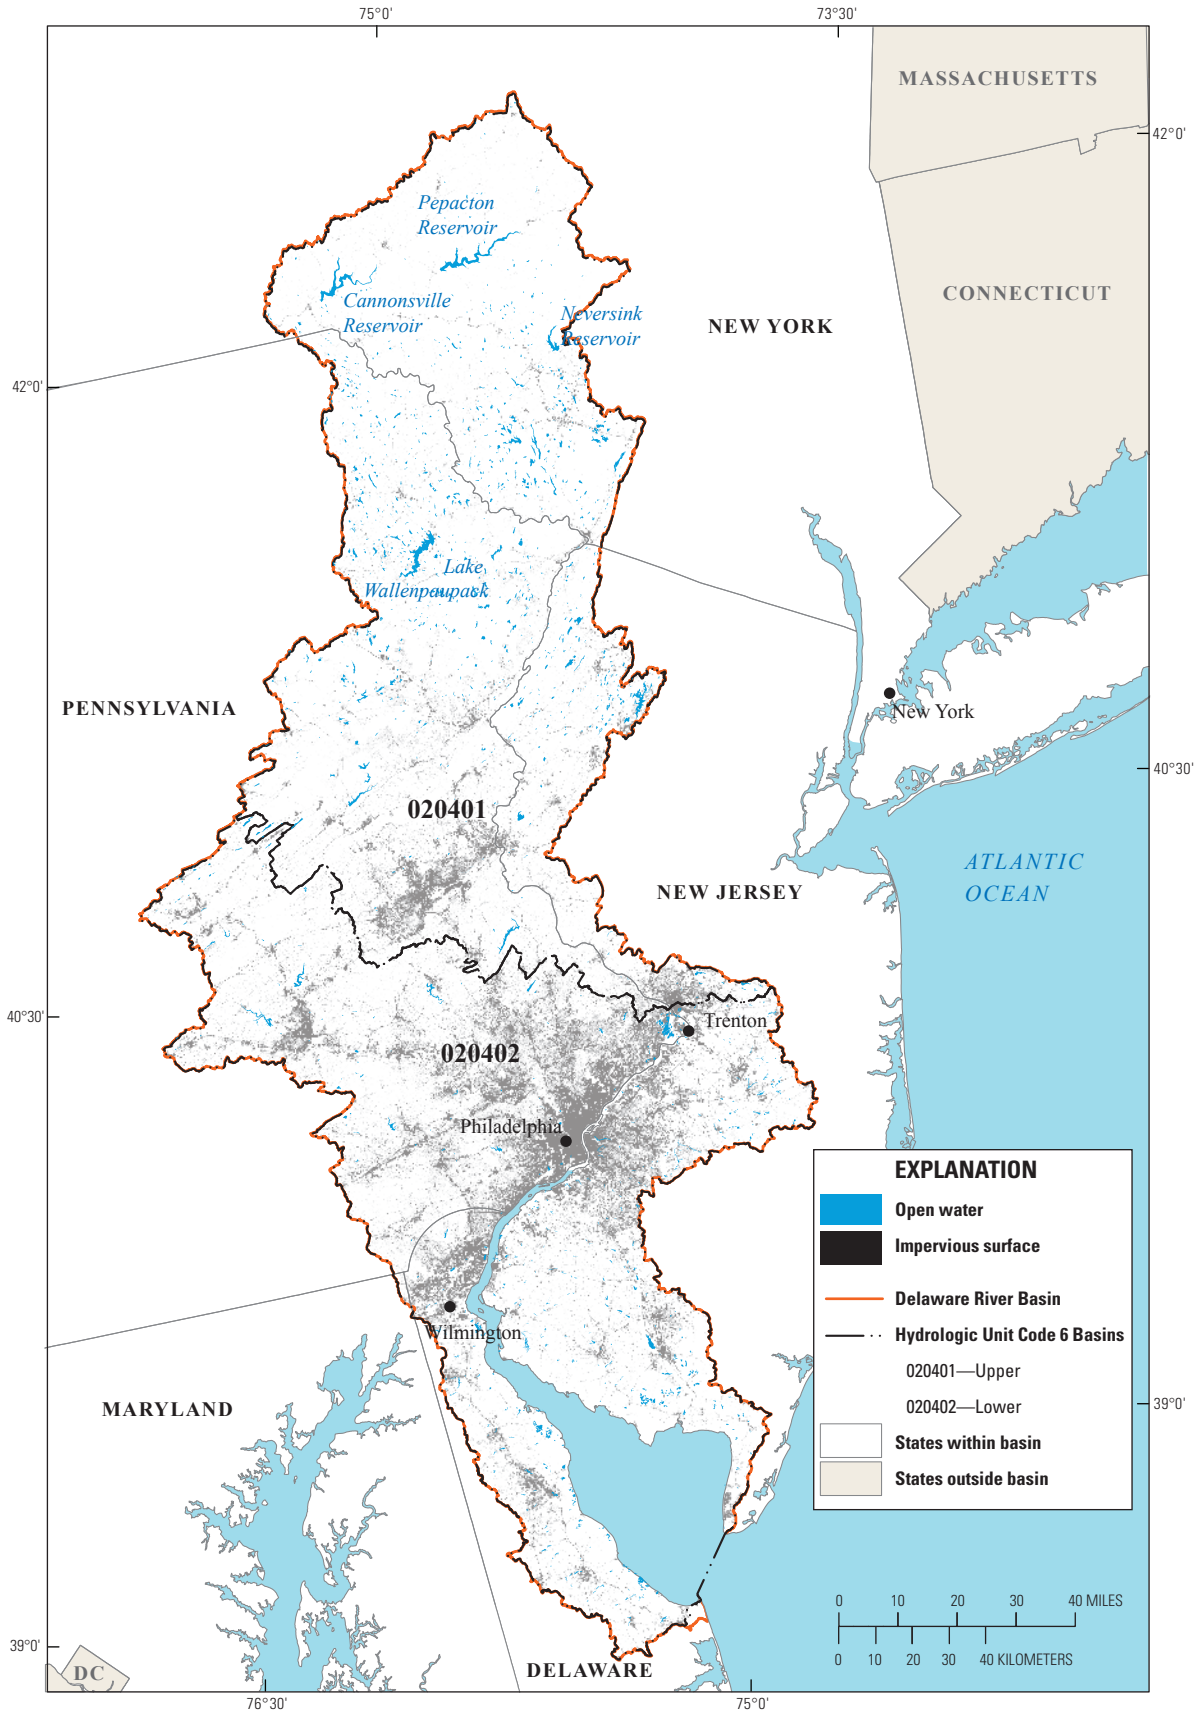 75°0'
73°30'
MASSACHUSETTS
42°0'
Pepacton
Reservoir
CONNECTICUT
Cannonsville
Reservoir
Neversink
Reservoir
NEW YORK
42°0'
Lake
Wallenpaupack
PENNSYLVANIA
New York
40°30'
020401
ATLANTIC
OCEAN
NEW JERSEY
40°30'
Trenton
020402
Philadelphia
EXPLANATION
Open water
Impervious surface
Delaware River Basin
Hydrologic Unit Code 6 Basins
020401—Upper
020402—Lower
States within basin
States outside basin
Wilmington
MARYLAND
39°0'
0 10 20 30 40 MILES
0 10 20 30 40 KILOMETERS
39°0'
DC
DELAWARE
76°30'
75°0'